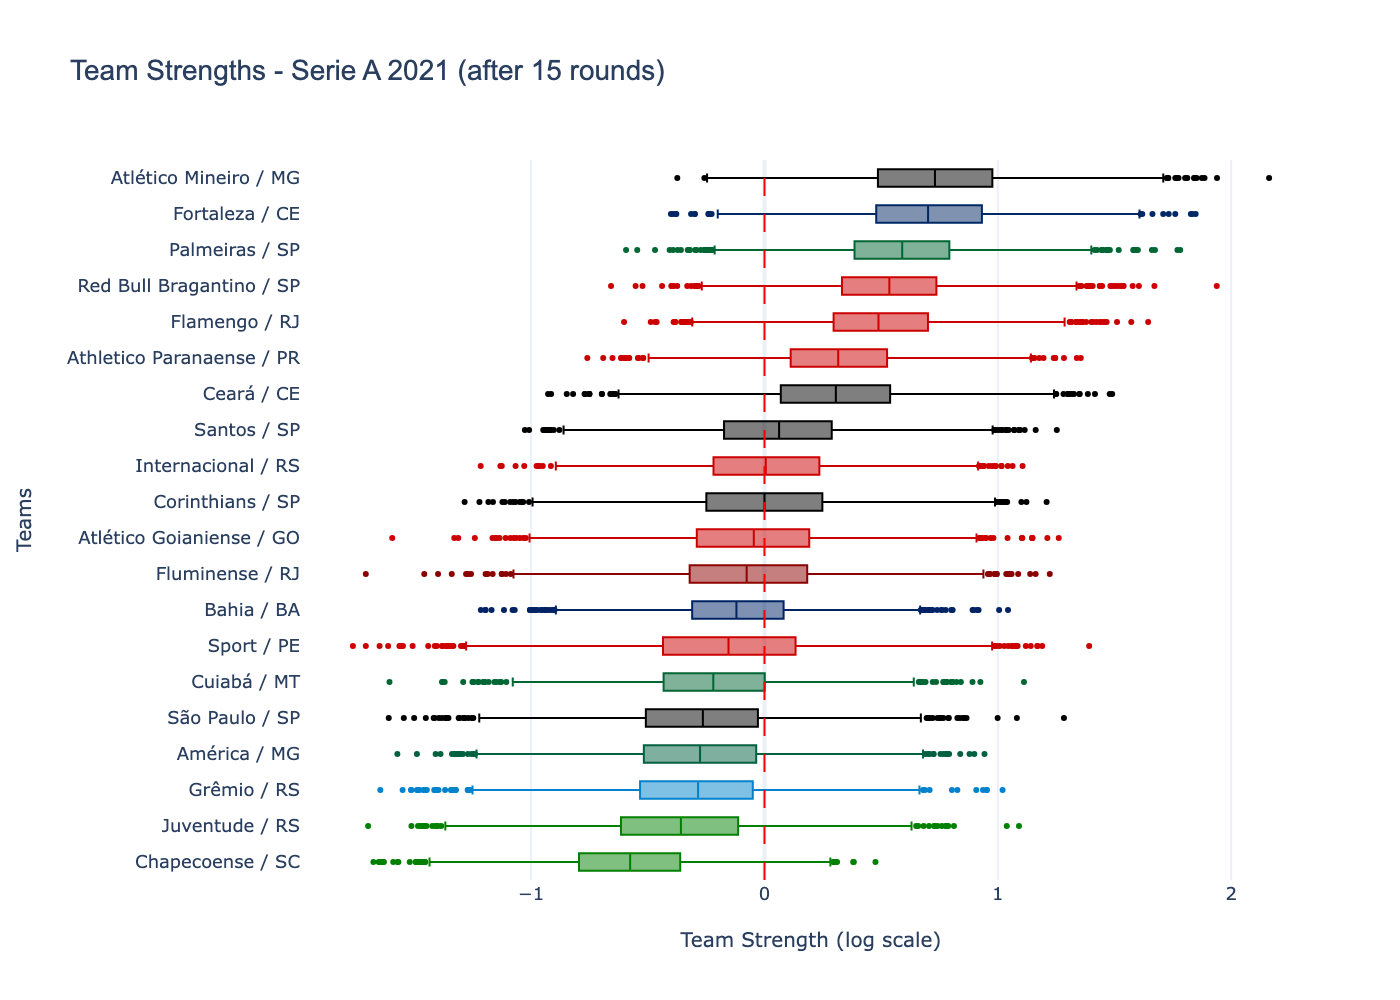 Team Strengths - Serie A 2021 (after 15 rounds)
Atlético Mineiro / MG
Fortaleza / CE
Palmeiras / SP
Red Bull Bragantino / SP
Flamengo / RJ
Athletico Paranaense / PR
Ceará / CE
Santos / SP
Internacional / RS
Corinthians / SP
Atlético Goianiense / GO
Fluminense / RJ
Bahia / BA
Sport / PE
Cuiabá / MT
São Paulo / SP
América / MG
Grêmio / RS
Juventude / RS
Chapecoense / SC
Teams
−1 0 1 2
Team Strength (log scale)